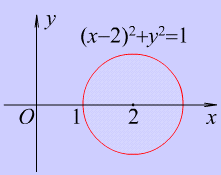 y
(x−2)²+y²=1
O 1 2 x